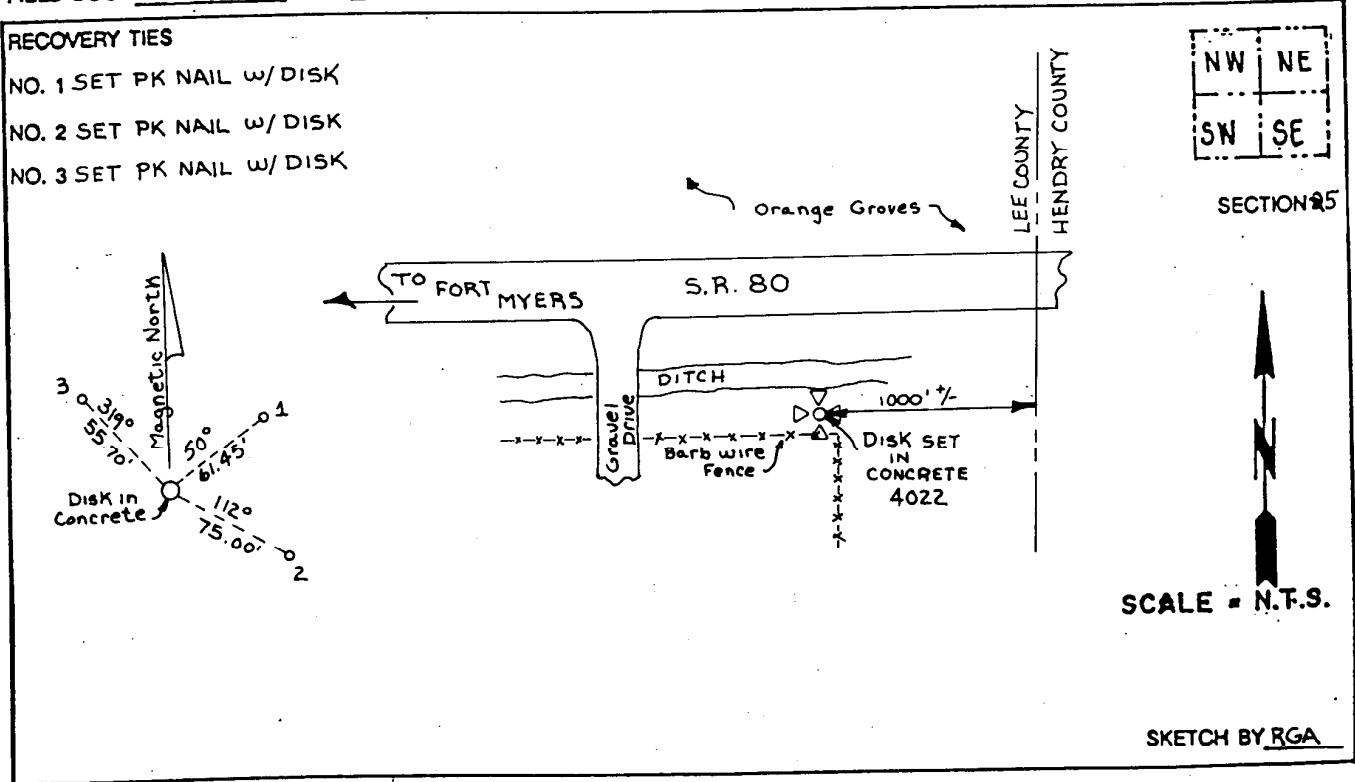 RECOVERY TIES
NO. 1 SET PK NAIL W/ DISK
NO. 2 SET PK NAIL W/ DISK
NO. 3 SET PK NAIL W/ DISK
NW NE
SW SE
SECTION 25
LEE COUNTY
HENDRY COUNTY
Orange Groves
TO FORT MYERS
S.R. 80
DITCH
Gravel
Drive
Barb wire
Fence
1000' +/-
DISK SET
IN
CONCRETE
4022
Magnetic North
3
319°
55.70'
1
50°
61.45'
Disk in
Concrete
112°
75.00'
2
N
SCALE = N.T.S.
SKETCH BY RGA